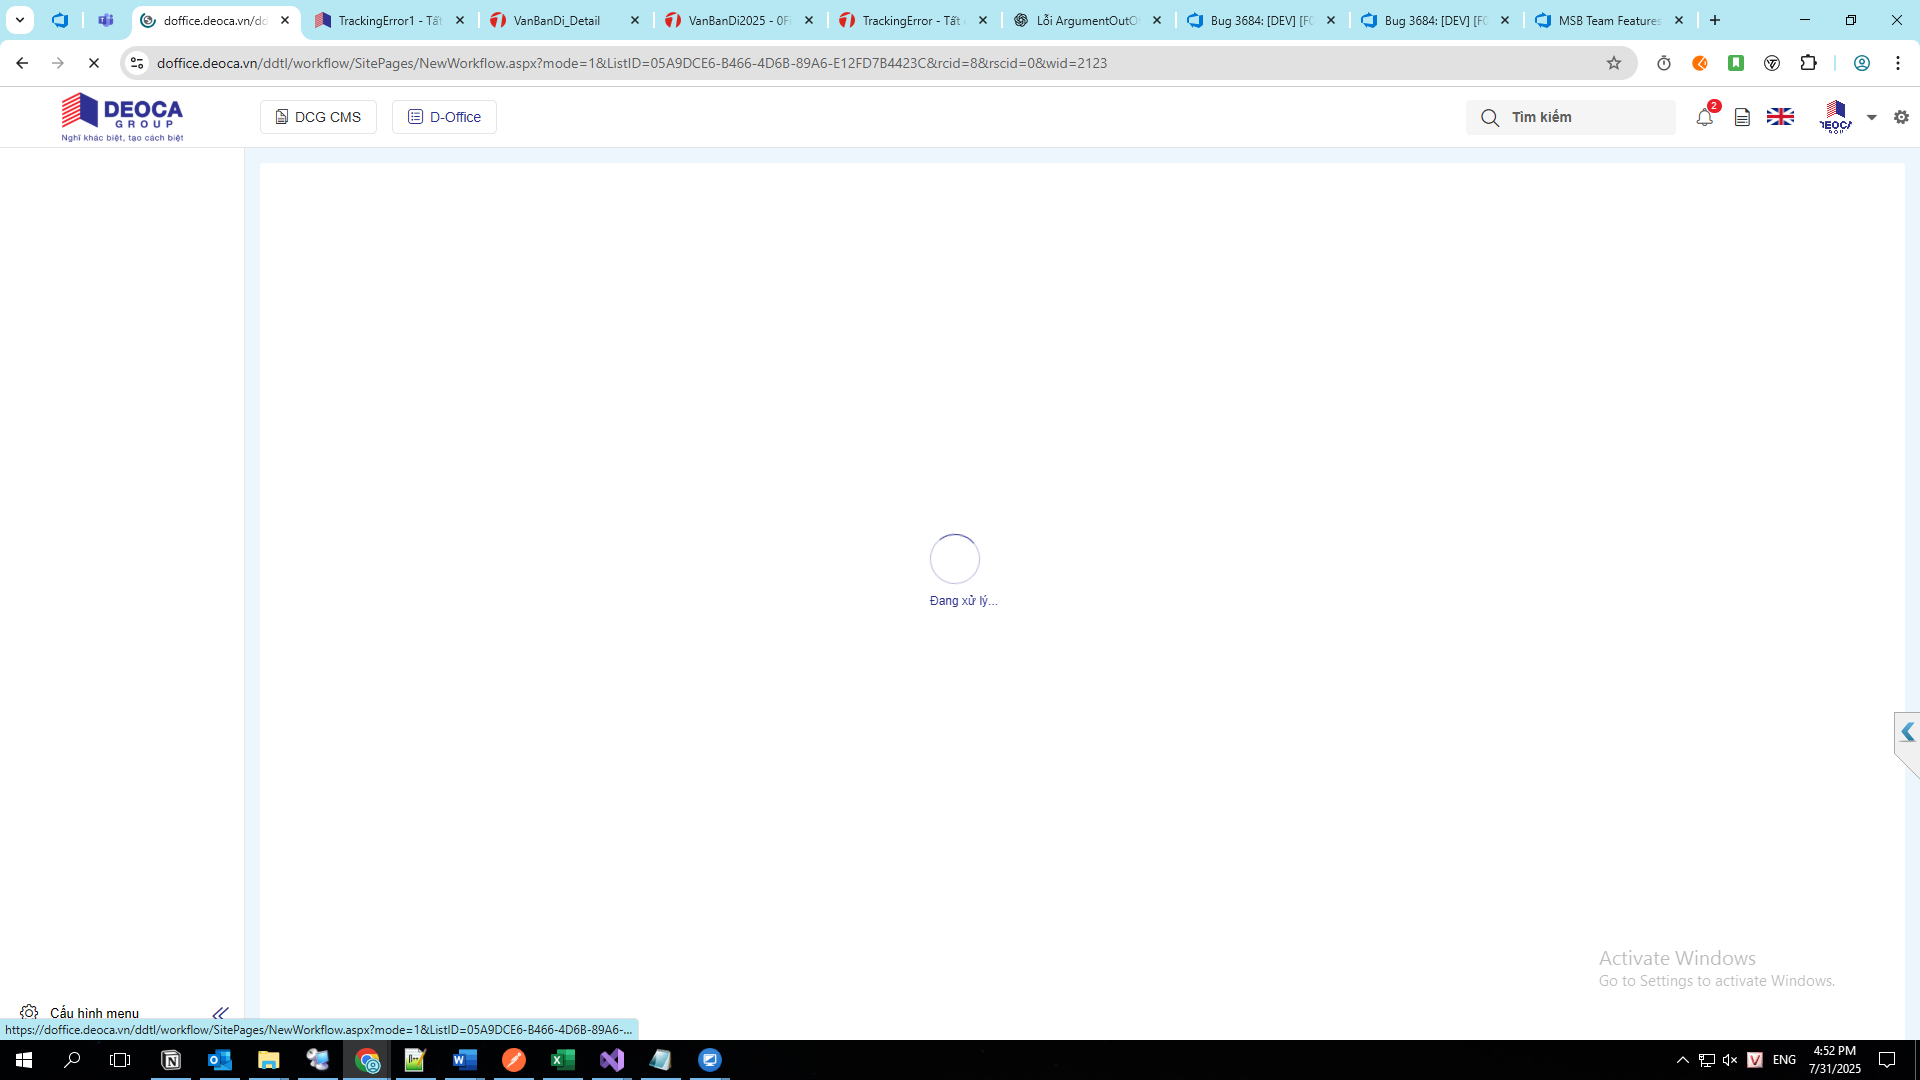 doffice.deoca.vn/dd
TrackingError1 - Tất
VanBanDi_Detail
VanBanDi2025 - 0Fi
TrackingError - Tất
Lỗi ArgumentOutO
Bug 3684: [DEV] [F0
Bug 3684: [DEV] [F0
MSB Team Features
doffice.deoca.vn/ddtl/workflow/SitePages/NewWorkflow.aspx?mode=1&ListID=05A9DCE6-B466-4D6B-89A6-E12FD7B4423C&rcid=8&rscid=0&wid=2123
DEOCA
GROUP
Nghĩ khác biệt, tạo cách biệt
DCG CMS
D-Office
Tìm kiếm
2
Đang xử lý...
Activate Windows
Go to Settings to activate Windows.
Cấu hình menu
https://doffice.deoca.vn/ddtl/workflow/SitePages/NewWorkflow.aspx?mode=1&ListID=05A9DCE6-B466-4D6B-89A6-...
ENG
4:52 PM
7/31/2025